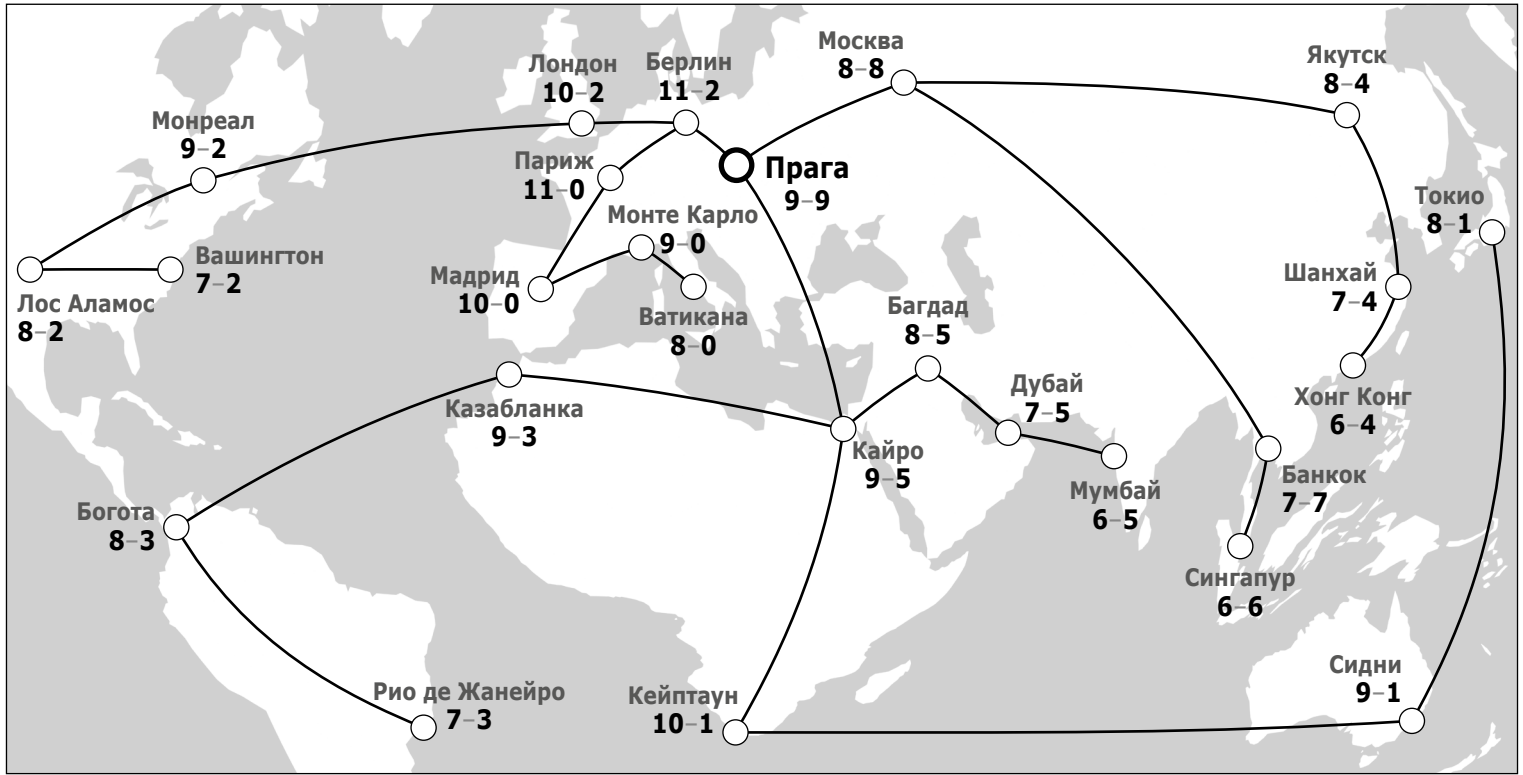 Москва
8–8
Якутск
8–4
Лондон
10–2
Берлин
11–2
Монреал
9–2
Париж
11–0
Прага
9–9
Токио
8–1
Монте Карло
9–0
Вашингтон
7–2
Мадрид
10–0
Шанхай
7–4
Лос Аламос
8–2
Ватикана
8–0
Багдад
8–5
Дубай
7–5
Казабланка
9–3
Хонг Конг
6–4
Кайро
9–5
Банкок
7–7
Мумбай
6–5
Богота
8–3
Сингапур
6–6
Сидни
9–1
Рио де Жанейро
7–3
Кейптаун
10–1